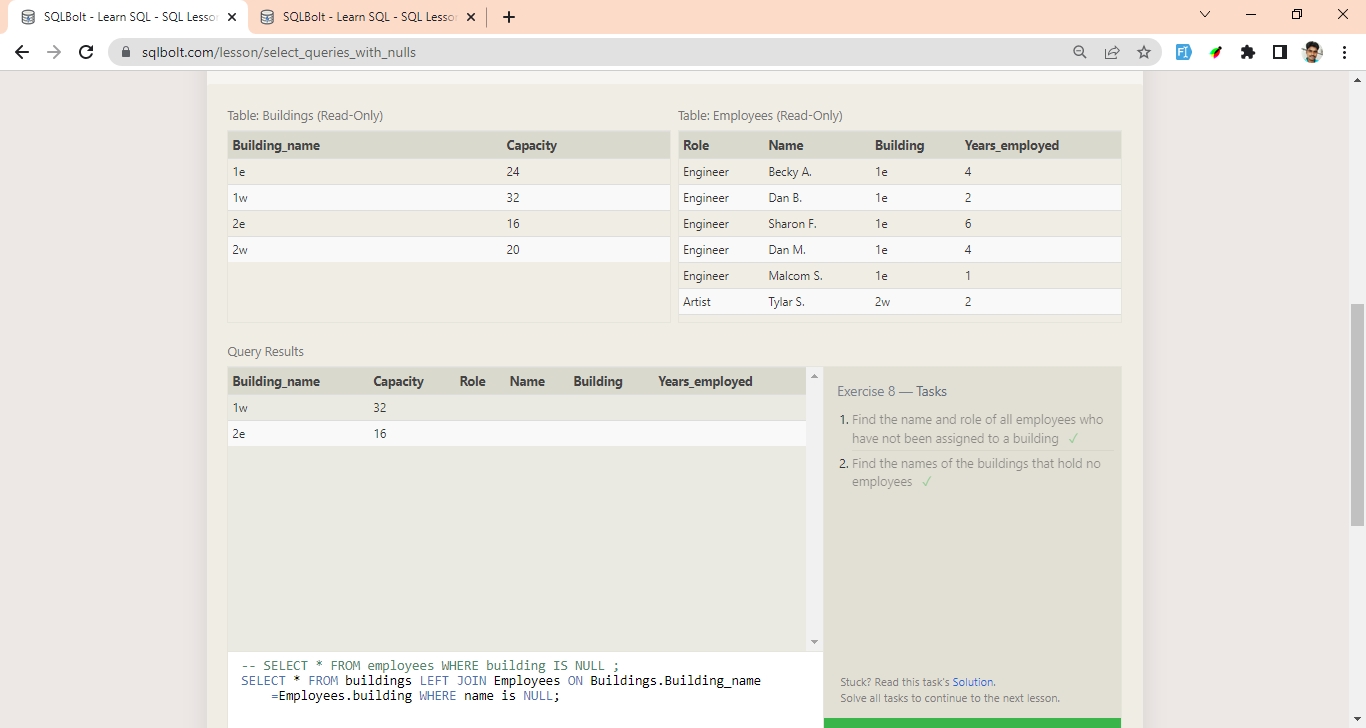 SQLBolt - Learn SQL - SQL Lesso
SQLBolt - Learn SQL - SQL Lesso
sqlbolt.com/lesson/select_queries_with_nulls
Table: Buildings (Read-Only)
Building_name Capacity
1e 24
1w 32
2e 16
2w 20
Table: Employees (Read-Only)
Role Name Building Years_employed
Engineer Becky A. 1e 4
Engineer Dan B. 1e 2
Engineer Sharon F. 1e 6
Engineer Dan M. 1e 4
Engineer Malcom S. 1e 1
Artist Tylar S. 2w 2
Query Results
Building_name Capacity Role Name Building Years_employed
1w 32
2e 16
-- SELECT * FROM employees WHERE building IS NULL ;
SELECT * FROM buildings LEFT JOIN Employees ON Buildings.Building_name
=Employees.building WHERE name is NULL;
Exercise 8 — Tasks
1. Find the name and role of all employees who
have not been assigned to a building ✓
2. Find the names of the buildings that hold no
employees ✓
Stuck? Read this task's Solution.
Solve all tasks to continue to the next lesson.